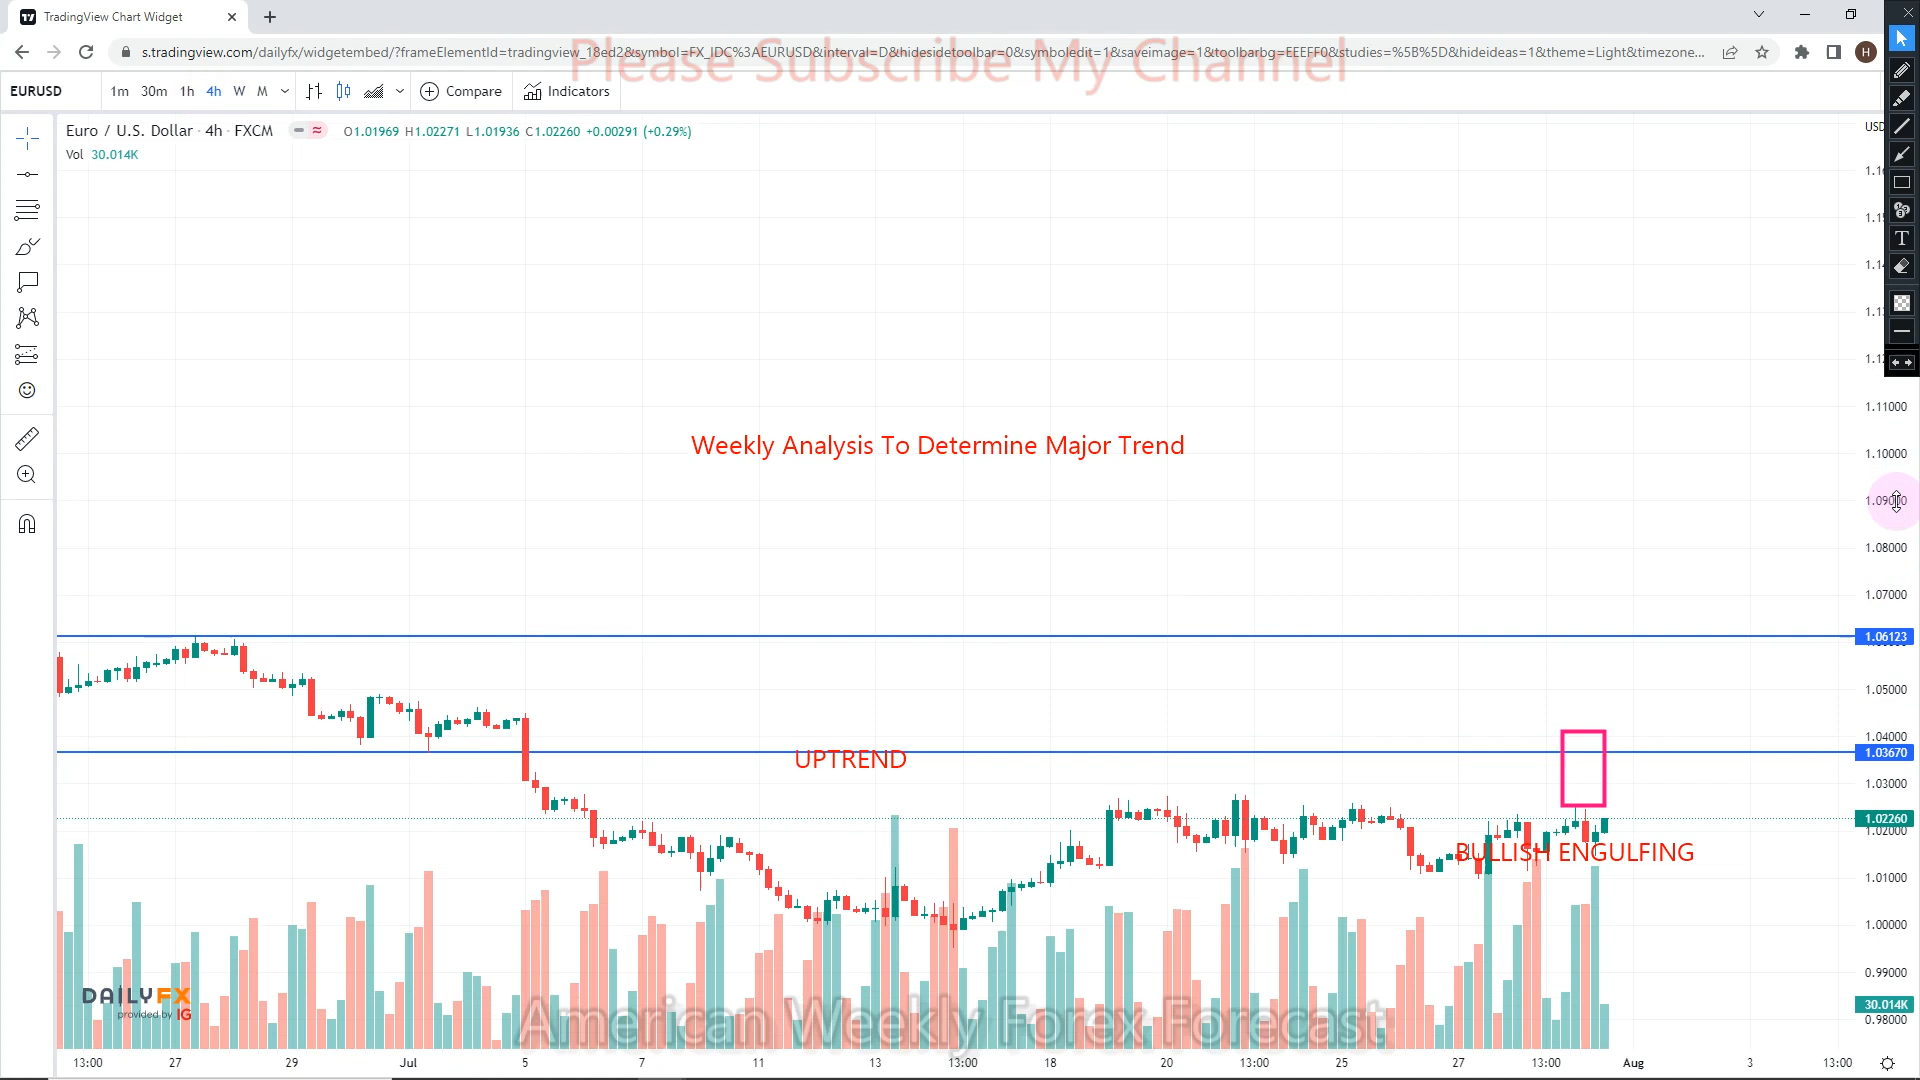 TradingView Chart Widget
s.tradingview.com/dailyfx/widgetembed/?frameElementId=tradingview_18ed2&symbol=FX_IDC%3AEURUSD&interval=D&hidesidetoolbar=0&symboledit=1&saveimage=1&toolbarbg=EEEFF0&studies=%5B%5D&hideideas=1&theme=Light&timezone...
H
Please Subscribe My Channel
EURUSD 1m 30m 1h 4h W M Compare Indicators
Euro / U.S. Dollar · 4h · FXCM O1.01969 H1.02271 L1.01936 C1.02260 +0.00291 (+0.29%)
USD
Vol 30.014K
T
1.11000
Weekly Analysis To Determine Major Trend
1.10000
1.09000
1.08000
1.07000
1.06123
1.05000
1.04000
1.03670
UPTREND
1.03000
1.02260
1.02000
BULLISH ENGULFING
1.01000
1.00000
0.99000
DAILYFX
provided by IG
30.014K
0.98000
American Weekly Forex Forecast
13:00 27 29 Jul 5 7 11 13 13:00 18 20 13:00 25 27 13:00 Aug 3 13:00